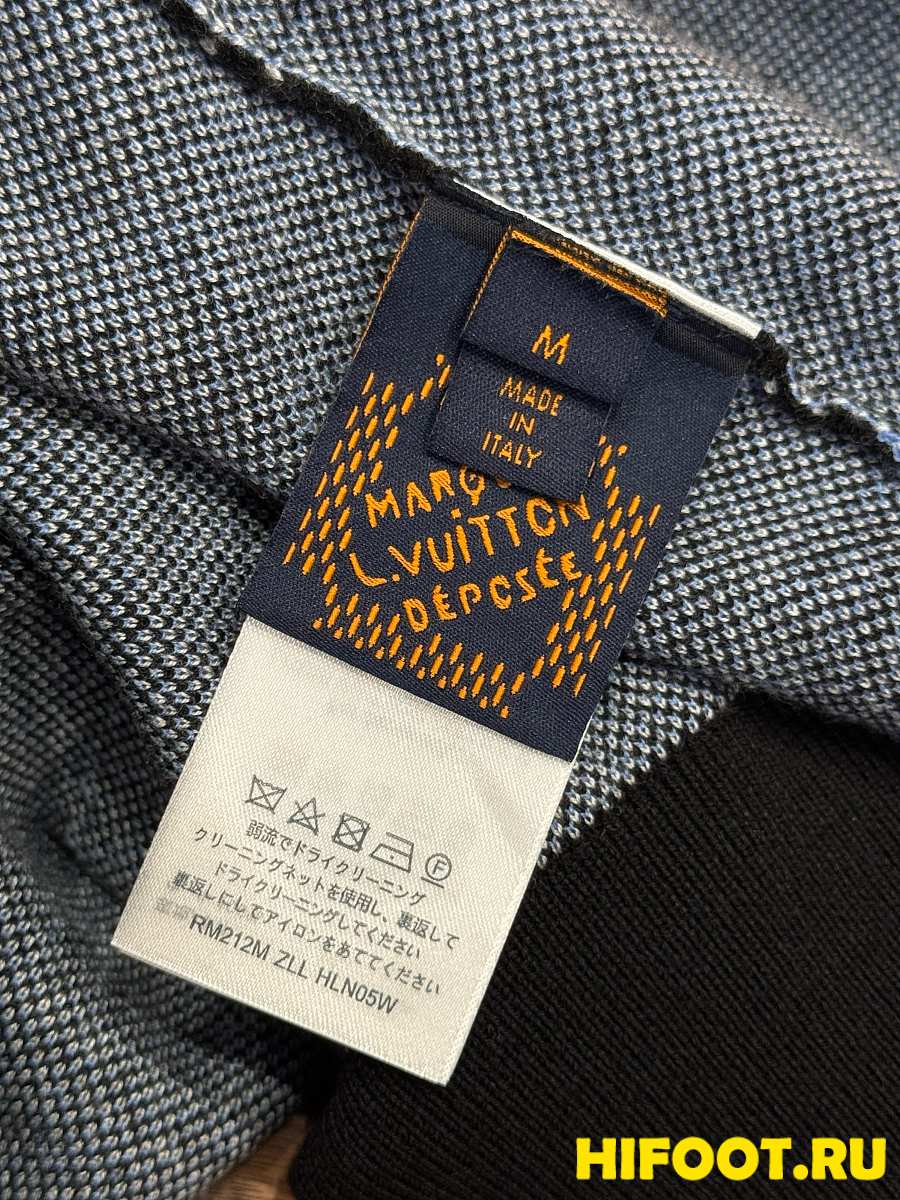 M
MADE
IN
ITALY
MARQ
L.VUITTON
DÉPOSÉE
F
弱流でドライクリーニング
クリーニングネットを使用し、裏返して
ドライクリーニングしてください
裏返しにしてアイロンをあててください
RM212M ZLL HLN05W
HIFOOT.RU